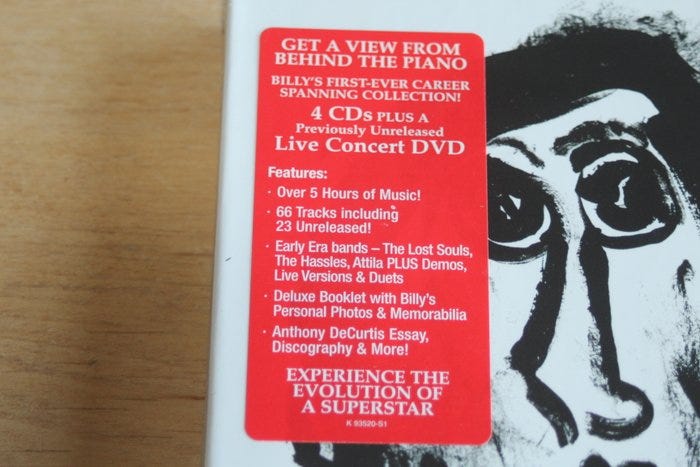 GET A VIEW FROM
BEHIND THE PIANO
BILLY'S FIRST-EVER CAREER
SPANNING COLLECTION!
4 CDs PLUS A
Previously Unreleased
Live Concert DVD
Features:
· Over 5 Hours of Music!
· 66 Tracks including
23 Unreleased!
· Early Era bands – The Lost Souls,
The Hassles, Attila PLUS Demos,
Live Versions & Duets
· Deluxe Booklet with Billy's
Personal Photos & Memorabilia
· Anthony DeCurtis Essay,
Discography & More!
EXPERIENCE THE
EVOLUTION OF
A SUPERSTAR
K 93520-S1